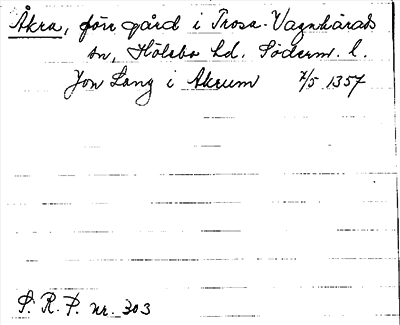 Åkra, förr gård i Trosa-Vagnhärads
sn, Hölebo hd, Söderm. l.
Jon Lang i Akrum 7/5 1357
S. R. P. nr. 303